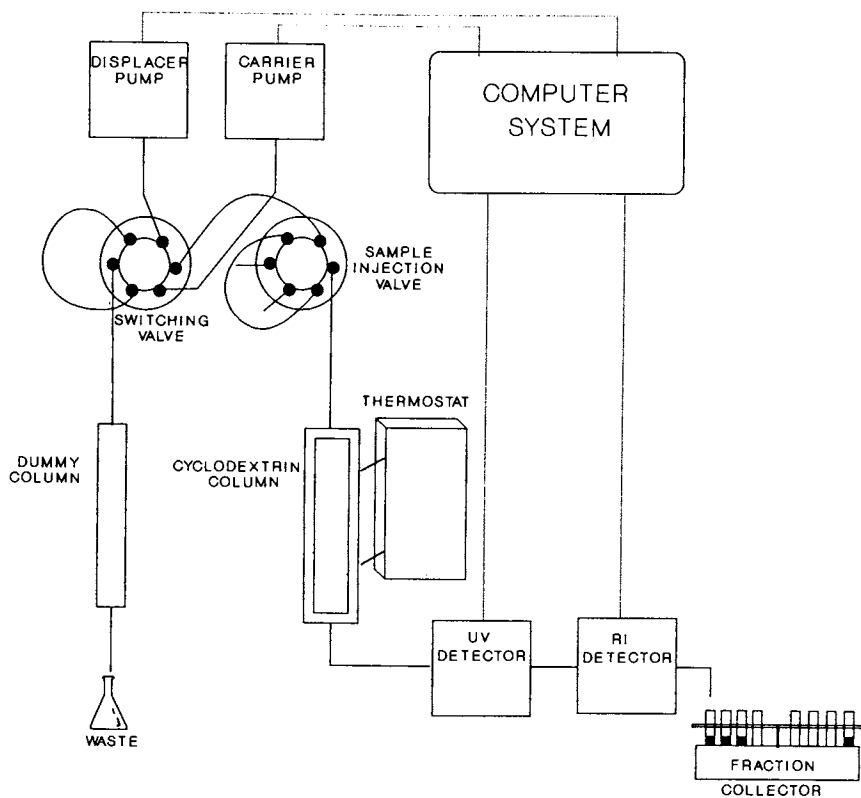 DISPLACER
PUMP
CARRIER
PUMP
COMPUTER
SYSTEM
SAMPLE
INJECTION
VALVE
SWITCHING
VALVE
THERMOSTAT
DUMMY
COLUMN
CYCLODEXTRIN
COLUMN
UV
DETECTOR
RI
DETECTOR
WASTE
FRACTION
COLLECTOR